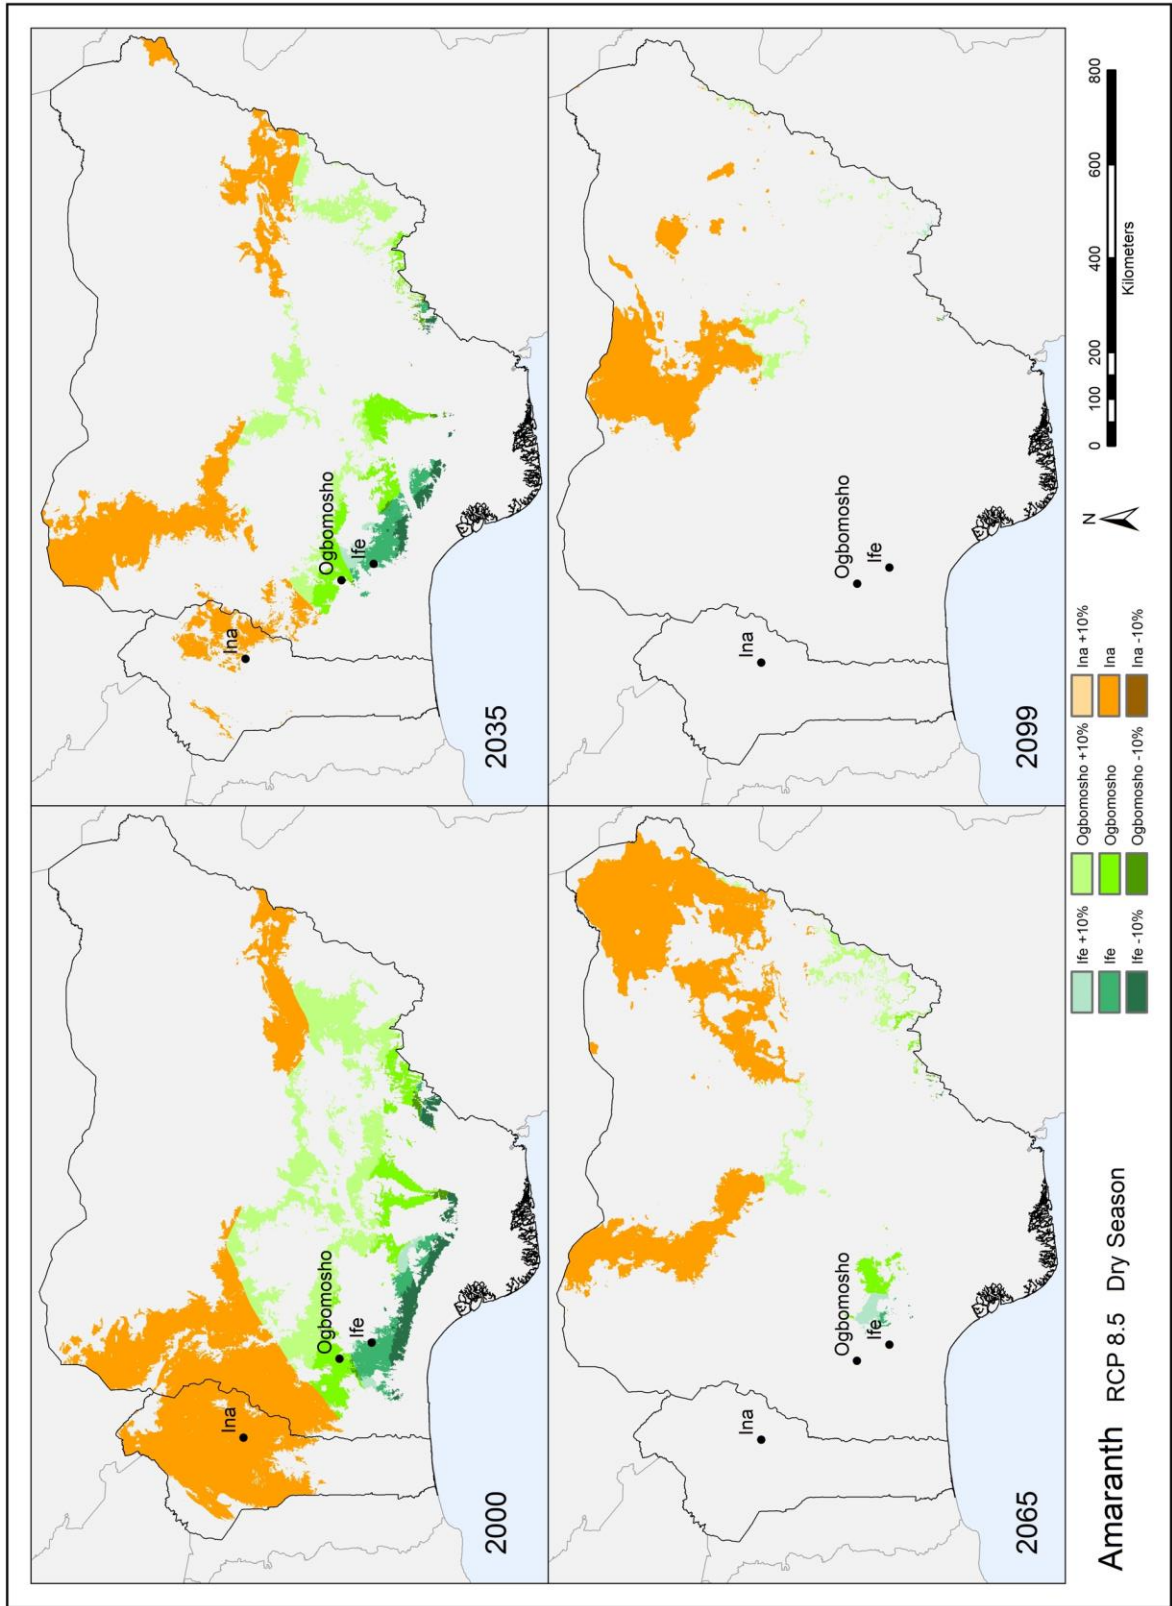 2000
Ina
Ogbomosho
Ife
2035
Ina
Ogbomosho
Ife
2065
Ina
Ogbomosho
Ife
2099
Ina
Ogbomosho
Ife
Amaranth RCP 8.5 Dry Season
Ife +10% Ogbomosho +10% Ina +10%
Ife Ogbomosho Ina
Ife -10% Ogbomosho -10% Ina -10%
N
0 100 200 400 600 800
Kilometers